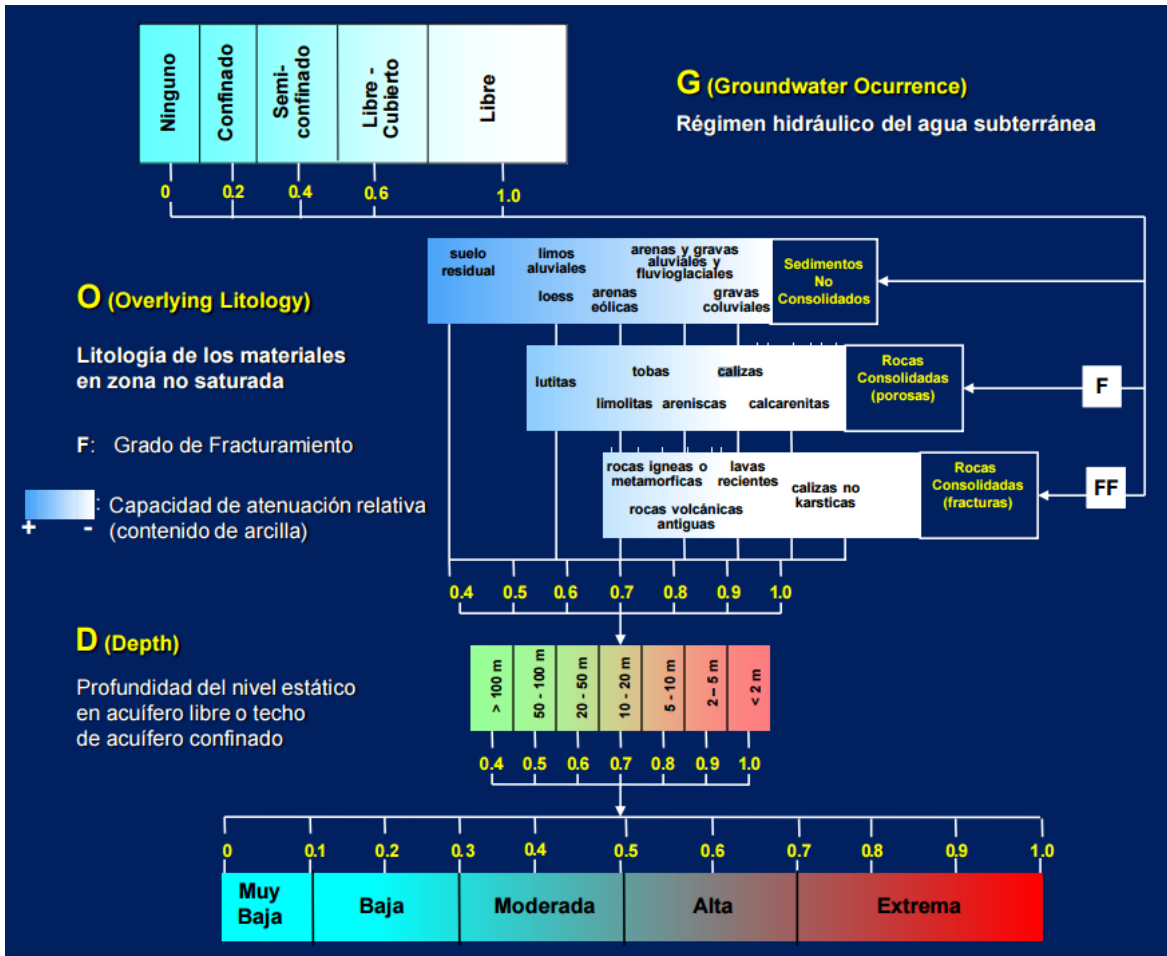 Ninguno
Confinado
Semi-
confinado
Libre -
Cubierto
Libre
G (Groundwater Ocurrence)
Régimen hidráulico del agua subterránea
0 0.2 0.4 0.6 1.0
suelo
residual
limos
aluviales
arenas y gravas
aluviales y
fluvioglaciales
loess
arenas
eólicas
gravas
coluviales
Sedimentos
No
Consolidados
O (Overlying Litology)
Litología de los materiales
en zona no saturada
lutitas
tobas
calizas
limolitas
areniscas
calcarenitas
Rocas
Consolidadas
(porosas)
F
F: Grado de Fracturamiento
rocas igneas o
metamorficas
lavas
recientes
rocas volcánicas
antiguas
calizas no
karsticas
Rocas
Consolidadas
(fracturas)
FF
: Capacidad de atenuación relativa
(contenido de arcilla)
+ -
0.4 0.5 0.6 0.7 0.8 0.9 1.0
D (Depth)
Profundidad del nivel estático
en acuífero libre o techo
de acuífero confinado
> 100 m
50 - 100 m
20 - 50 m
10 - 20 m
5 - 10 m
2 – 5 m
< 2 m
0.4 0.5 0.6 0.7 0.8 0.9 1.0
0 0.1 0.2 0.3 0.4 0.5 0.6 0.7 0.8 0.9 1.0
Muy
Baja
Baja
Moderada
Alta
Extrema